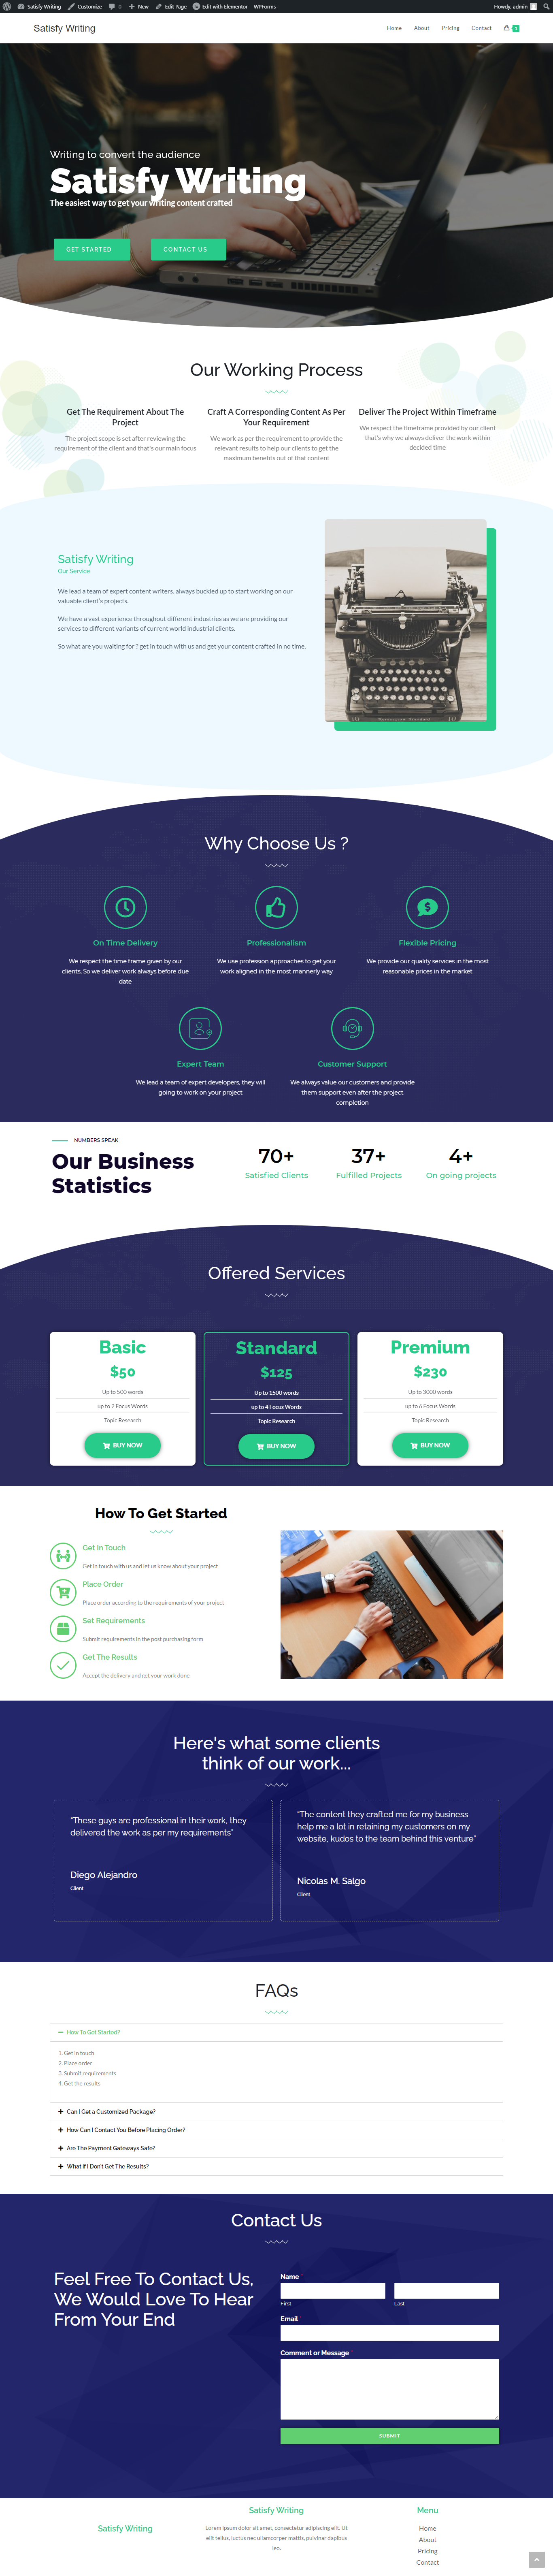 Satisfy Writing Customize 0 New Edit Page Edit with Elementor WPForms Howdy, admin
Satisfy Writing
Home About Pricing Contact 1
Writing to convert the audience
Satisfy Writing
The easiest way to get your writing content crafted
GET STARTED CONTACT US
Our Working Process
Get The Requirement About The
Project
The project scope is set after reviewing the
requirement of the client and that's our main focus
Craft A Corresponding Content As Per
Your Requirement
We work as per the requirement to provide the
relevant results to help our clients to get the
maximum benefits out of that content
Deliver The Project Within Timeframe
We respect the timeframe provided by our client
that's why we always deliver the work within
decided time
Satisfy Writing
Our Service
We lead a team of expert content writers, always buckled up to start working on our
valuable client's projects.
We have a vast experience throughout different industries as we are providing our
services to different variants of current world industrial clients.
So what are you waiting for ? get in touch with us and get your content crafted in no time.
Why Choose Us ?
On Time Delivery
We respect the time frame given by our
clients, So we deliver work always before due
date
Professionalism
We use profession approaches to get your
work aligned in the most mannerly way
Flexible Pricing
We provide our quality services in the most
reasonable prices in the market
Expert Team
We lead a team of expert developers, they will
going to work on your project
Customer Support
We always value our customers and provide
them support even after the project
completion
NUMBERS SPEAK
Our Business
Statistics
70+
Satisfied Clients
37+
Fulfilled Projects
4+
On going projects
Offered Services
Basic
$50
Up to 500 words
up to 2 Focus Words
Topic Research
BUY NOW
Standard
$125
Up to 1500 words
up to 4 Focus Words
Topic Research
BUY NOW
Premium
$230
Up to 3000 words
up to 6 Focus Words
Topic Research
BUY NOW
How To Get Started
Get In Touch
Get in touch with us and let us know about your project
Place Order
Place order according to the requirements of your project
Set Requirements
Submit requirements in the post purchasing form
Get The Results
Accept the delivery and get your work done
Here's what some clients
think of our work...
"These guys are professional in their work, they
delivered the work as per my requirements"
Diego Alejandro
Client
"The content they crafted me for my business
help me a lot in retaining my customers on my
website, kudos to the team behind this venture"
Nicolas M. Salgo
Client
FAQs
How To Get Started?
1. Get in touch
2. Place order
3. Submit requirements
4. Get the results
Can I Get a Customized Package?
How Can I Contact You Before Placing Order?
Are The Payment Gateways Safe?
What if I Don't Get The Results?
Contact Us
Feel Free To Contact Us,
We Would Love To Hear
From Your End
Name
First Last
Email
Comment or Message
SUBMIT
Satisfy Writing
Satisfy Writing
Lorem ipsum dolor sit amet, consectetur adipiscing elit. Ut
elit tellus, luctus nec ullamcorper mattis, pulvinar dapibus
leo.
Menu
Home
About
Pricing
Contact